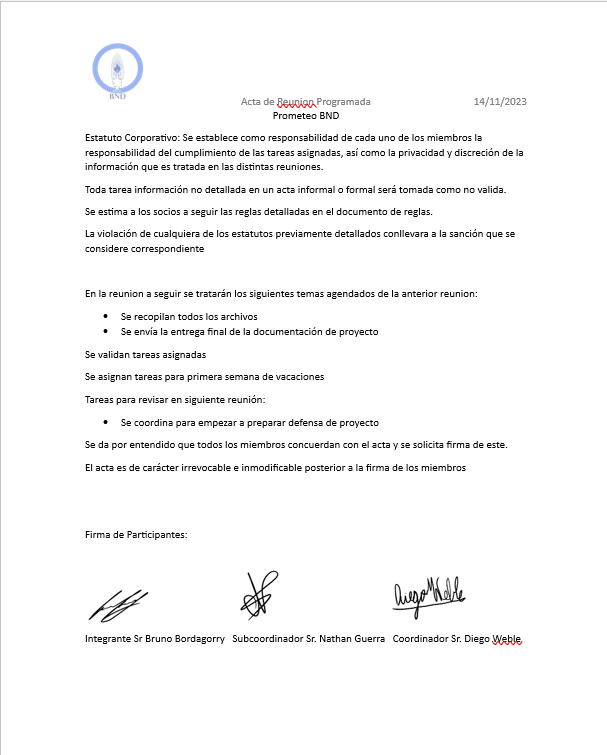 BND
Acta de Reunion Programada 14/11/2023
Prometeo BND
Estatuto Corporativo: Se establece como responsabilidad de cada uno de los miembros la
responsabilidad del cumplimiento de las tareas asignadas, así como la privacidad y discreción de la
información que es tratada en las distintas reuniones.
Toda tarea información no detallada en un acta informal o formal será tomada como no valida.
Se estima a los socios a seguir las reglas detalladas en el documento de reglas.
La violación de cualquiera de los estatutos previamente detallados conllevara a la sanción que se
considere correspondiente
En la reunion a seguir se tratarán los siguientes temas agendados de la anterior reunion:
• Se recopilan todos los archivos
• Se envía la entrega final de la documentación de proyecto
Se validan tareas asignadas
Se asignan tareas para primera semana de vacaciones
Tareas para revisar en siguiente reunión:
• Se coordina para empezar a preparar defensa de proyecto
Se da por entendido que todos los miembros concuerdan con el acta y se solicita firma de este.
El acta es de carácter irrevocable e inmodificable posterior a la firma de los miembros
Firma de Participantes:
Diego Weble
Integrante Sr Bruno Bordagorry Subcoordinador Sr. Nathan Guerra Coordinador Sr. Diego Weble